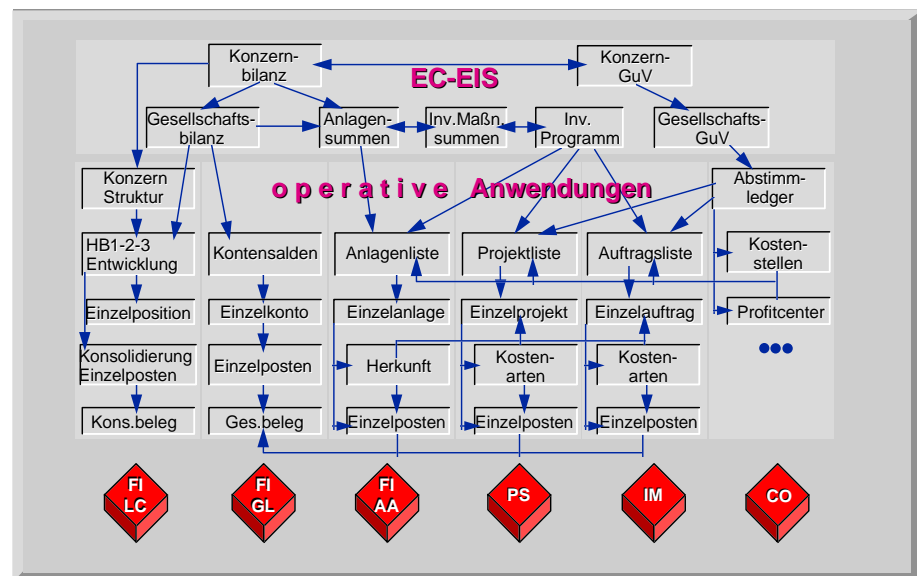 Konzern-
bilanz
EC-EIS
Konzern-
GuV
Gesellschafts-
bilanz
Anlagen-
summen
Inv.Maßn.
summen
Inv.
Programm
Gesellschafts-
GuV
Konzern
Struktur
operative Anwendungen
Abstimm-
ledger
HB1-2-3
Entwicklung
Kontensalden
Anlagenliste
Projektliste
Auftragsliste
Kosten-
stellen
Einzelposition
Einzelkonto
Einzelanlage
Einzelprojekt
Einzelauftrag
Profitcenter
Konsolidierung
Einzelposten
Einzelposten
Herkunft
Kosten-
arten
Kosten-
arten
Kons.beleg
Ges.beleg
Einzelposten
Einzelposten
Einzelposten
FI
LC
FI
GL
FI
AA
PS
IM
CO